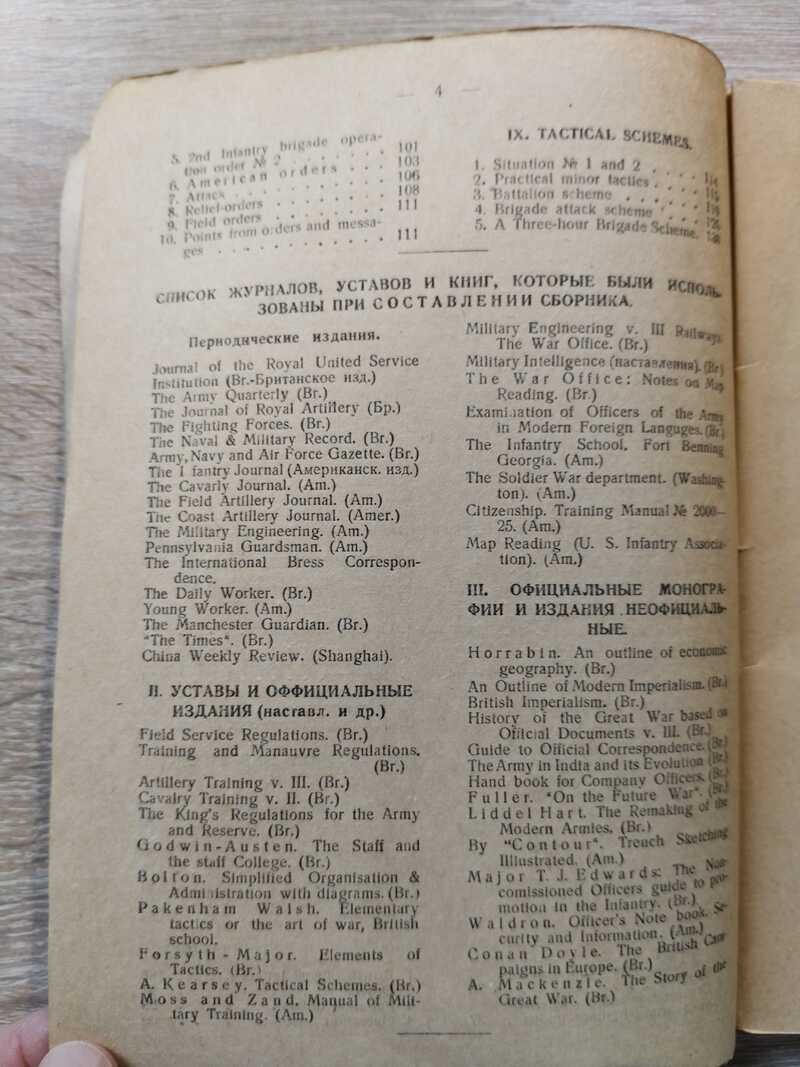 — 4 —
5. 2nd Infantry brigade opera-
tion order № 2 . . . . . 101
6. American orders . . . 103
7. Attack . . . . . . . . 106
8. Relief orders . . . . . . 108
9. Field orders . . . . . . 111
10. Points from orders and messa-
ges . . . . . . . . . 111
IX. TACTICAL SCHEMES.
1. Situation № 1 and 2 . .
2. Practical minor tactics . . .
3. Battalion scheme . . . .
4. Brigade attack scheme . . .
5. A Three-hour Brigade Scheme.
СПИСОК ЖУРНАЛОВ, УСТАВОВ И КНИГ, КОТОРЫЕ БЫЛИ ИСПОЛЬ-
ЗОВАНЫ ПРИ СОСТАВЛЕНИИ СБОРНИКА.
Периодические издания.
Journal of the Royal United Service
Institution (Br.-Британское изд.)
The Army Quarterly (Br.)
The Journal of Royal Artillery (Бр.)
The Fighting Forces. (Br.)
The Naval & Military Record. (Br.)
Army, Navy and Air Force Gazette. (Br.)
The I fantry Journal (Американск. изд.)
The Cavarly Journal. (Am.)
The Field Artillery Journal. (Am.)
The Coast Artillery Journal. (Amer.)
The Military Engineering. (Am.)
Pennsylvania Guardsman. (Am.)
The International Bress Correspon-
dence.
The Daily Worker. (Br.)
Young Worker. (Am.)
The Manchester Guardian. (Br.)
"The Times". (Br.)
China Weekly Review. (Shanghai).
II. УСТАВЫ И ОФФИЦИАЛЬНЫЕ
ИЗДАНИЯ (наставл. и др.)
Field Service Regulations. (Br.)
Training and Manauvre Regulations.
(Br.)
Artillery Training v. III. (Br.)
Cavalry Training v. II. (Br.)
The King's Regulations for the Army
and Reserve. (Br.)
Godwin-Austen. The Staff and
the staff College. (Br.)
Bolton. Simplified Organisation &
Administration with diagrams. (Br.)
Pakenham Walsh. Elementary
tactics or the art of war, British
school.
Forsyth-Major. Elements of
Tactics. (Br.)
A. Kearsey. Tactical Schemes. (Br.)
Moss and Zand. Manual of Mili-
tary Training. (Am.)
Military Engineering v. III Railways.
The War Office. (Br.)
Military Intelligence (наставления). (Br.)
The War Office: Notes on Map
Reading. (Br.)
Examination of Officers of the Army
in Modern Foreign Languges. (Br.)
The Infantry School. Fort Benning
Georgia. (Am.)
The Soldier War department. (Washing-
ton). (Am.)
Citizenship. Training Manual № 2000—
25. (Am.)
Map Reading (U. S. Infantry Associa-
tion). (Am.)
III. ОФИЦИАЛЬНЫЕ МОНОГРА-
ФИИ И ИЗДАНИЯ НЕОФИЦИАЛЬ-
НЫЕ.
Horrabin. An outline of economic
geography. (Br.)
An Outline of Modern Imperialism. (Br.)
British Imperialism. (Br.)
History of the Great War based on
Official Documents v. III. (Br.)
Guide to Official Correspondence. (Br.)
The Army in India and its Evolution (Br.)
Hand book for Company Officers. (Br.)
Fuller. "On the Future War". (Br.)
Liddel Hart. The Remaking of the
Modern Armies. (Br.)
By "Contour". Trench Sketching
Illlustrated. (Am.)
Major T. J. Edwards: The Non-
comissioned Officers guide to pro-
motion in the Infantry. (Br.)
Waldron. Officer's Note book. Se-
curity and Information. (Am.)
Conan Doyle. The British Cam-
paigns in Europe. (Br.)
A. Mackenzie. The Story of the
Great War. (Br.)